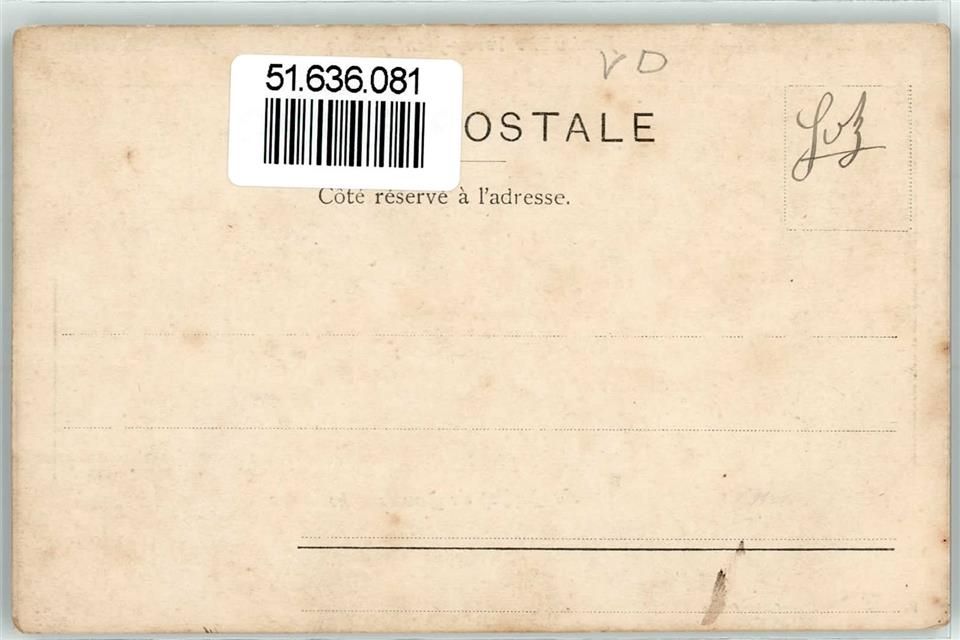 VD
51.636.081
OSTALE
Côté réservé à l'adresse.